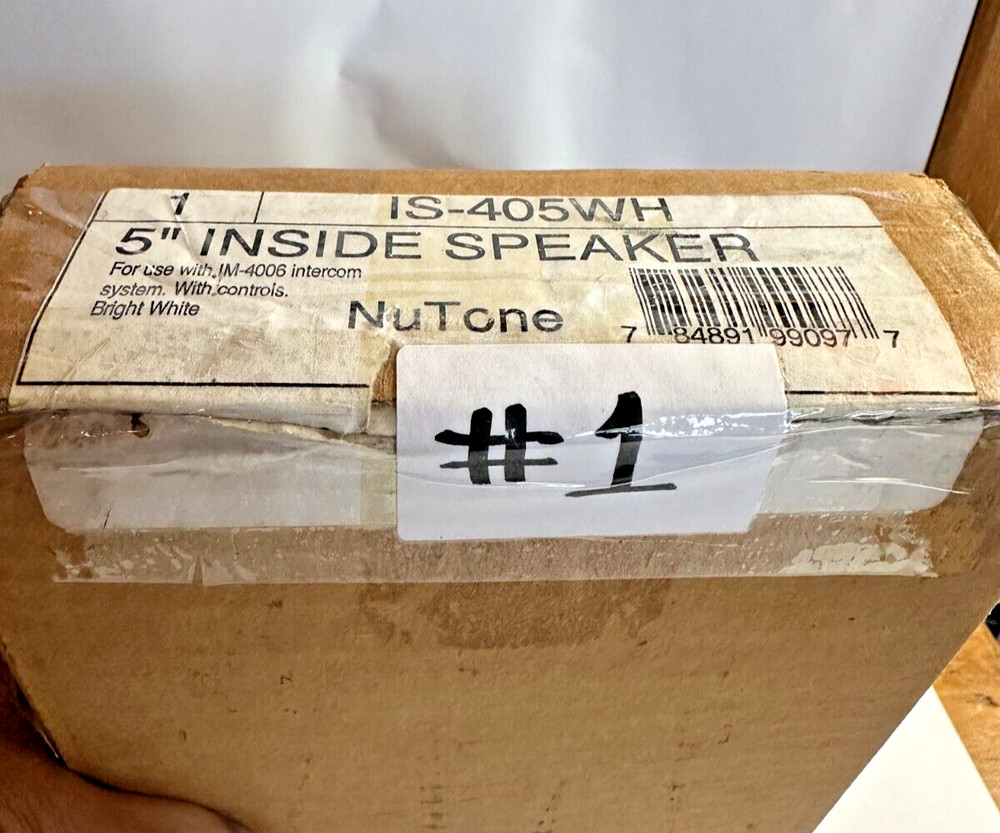 1 IS-405WH
5" INSIDE SPEAKER
For use with IM-4006 intercom
system. With controls.
Bright White
NuTone
7 84891 99097 7
#1